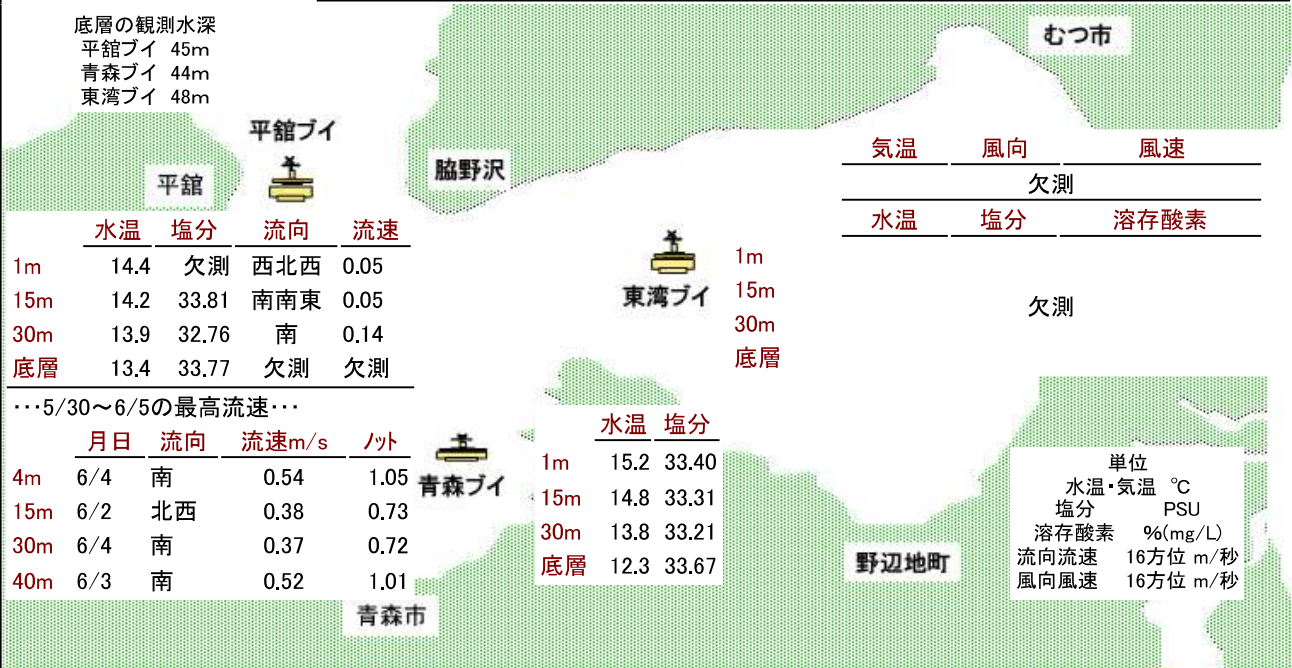 底層の観測水深
平舘ブイ 45m
青森ブイ 44m
東湾ブイ 48m
むつ市
平舘ブイ
平舘
脇野沢
気温 風向 風速
欠測
水温 塩分 溶存酸素
欠測
東湾ブイ
1m
15m
30m
底層
水温 塩分 流向 流速
1m 14.4 欠測 西北西 0.05
15m 14.2 33.81 南南東 0.05
30m 13.9 32.76 南 0.14
底層 13.4 33.77 欠測 欠測
…5/30～6/5の最高流速…
月日 流向 流速m/s ノット
4m 6/4 南 0.54 1.05
15m 6/2 北西 0.38 0.73
30m 6/4 南 0.37 0.72
40m 6/3 南 0.52 1.01
青森ブイ
水温 塩分
1m 15.2 33.40
15m 14.8 33.31
30m 13.8 33.21
底層 12.3 33.67
青森市
野辺地町
単位
水温・気温 ℃
塩分 PSU
溶存酸素 %(mg/L)
流向流速 16方位 m/秒
風向風速 16方位 m/秒